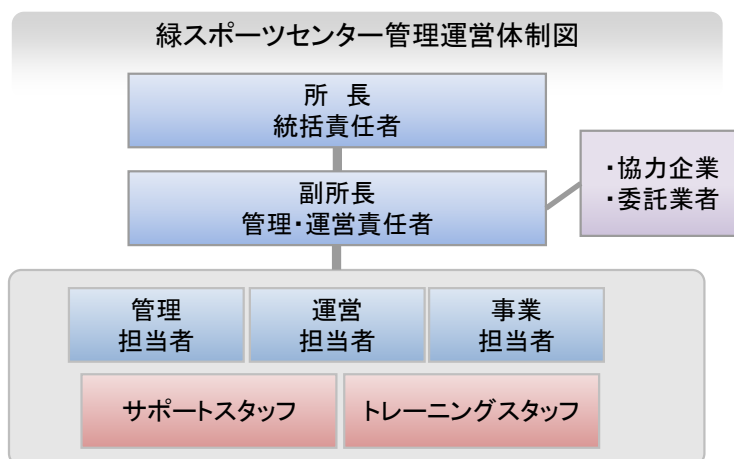 緑スポーツセンター管理運営体制図
所　長
統括責任者
・協力企業
・委託業者
副所長
管理・運営責任者
管理
担当者
運営
担当者
事業
担当者
サポートスタッフ
トレーニングスタッフ